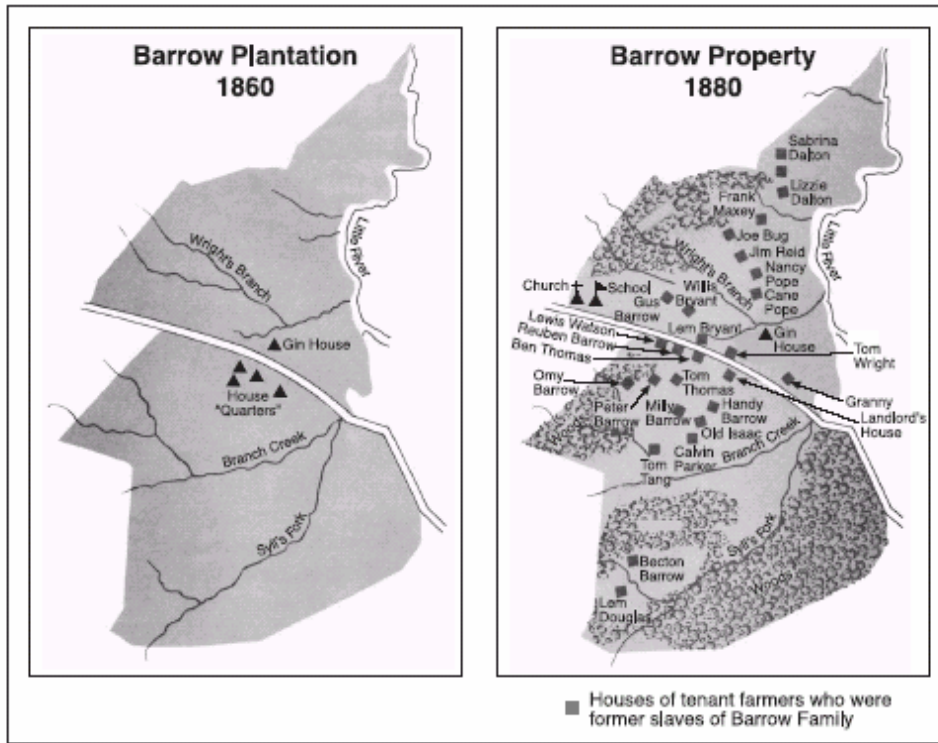 Barrow Plantation
1860
Little River
Wright's Branch
Gin House
House
"Quarters"
Branch Creek
Syll's Fork
Barrow Property
1880
Sabrina
Dalton
Lizzie
Dalton
Frank
Maxey
Joe Bug
Little River
Jim Reid
Wright's Branch
Nancy
Pope
Cane
Pope
Church
School
Willis
Bryant
Gus
Barrow
Lem Bryant
Gin
House
Lewis Watson
Reuben Barrow
Ben Thomas
Tom
Wright
Omy
Barrow
Tom
Thomas
Granny
Peter
Barrow
Milly
Barrow
Handy
Barrow
Landlord's
House
Woods
Old Isaac
Calvin
Parker
Branch Creek
Tom
Tang
Syll's Fork
Becton
Barrow
Woods
Lem
Douglas
Houses of tenant farmers who were
former slaves of Barrow Family